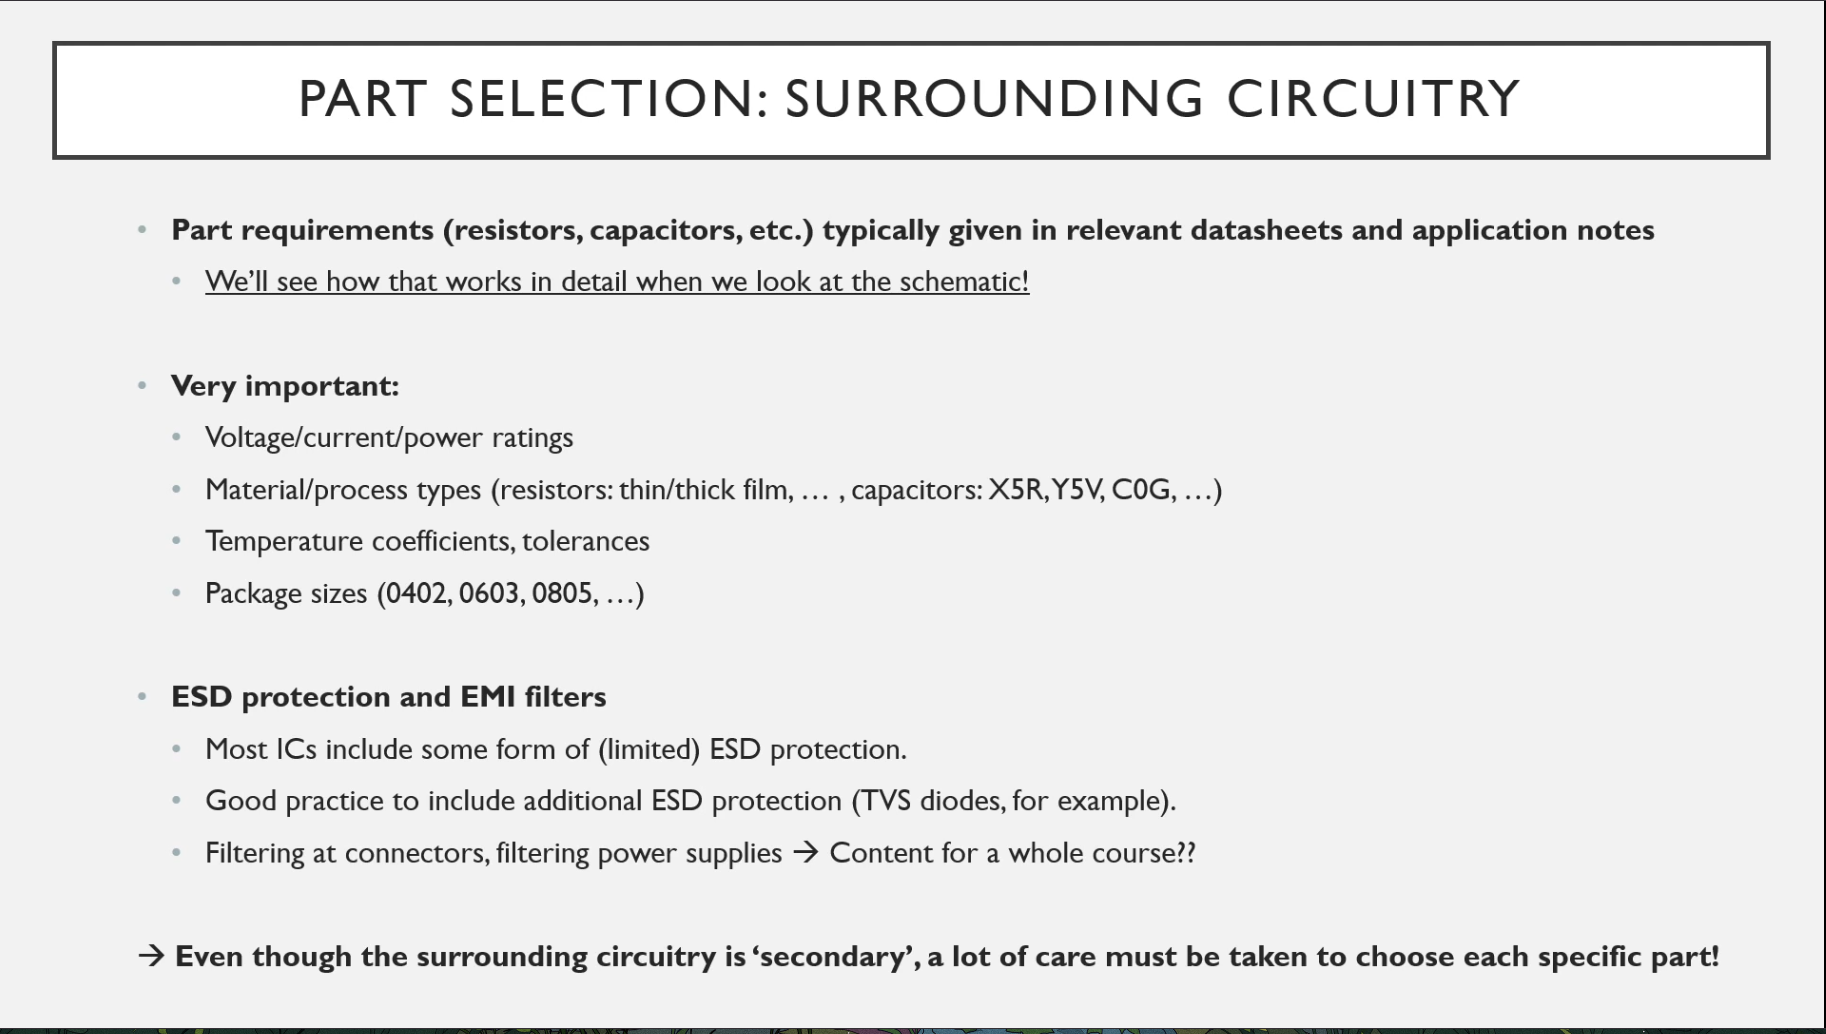 PART SELECTION: SURROUNDING CIRCUITRY
• Part requirements (resistors, capacitors, etc.) typically given in relevant datasheets and application notes
• We'll see how that works in detail when we look at the schematic!
• Very important:
• Voltage/current/power ratings
• Material/process types (resistors: thin/thick film, … , capacitors: X5R, Y5V, C0G, …)
• Temperature coefficients, tolerances
• Package sizes (0402, 0603, 0805, …)
• ESD protection and EMI filters
• Most ICs include some form of (limited) ESD protection.
• Good practice to include additional ESD protection (TVS diodes, for example).
• Filtering at connectors, filtering power supplies → Content for a whole course??
→ Even though the surrounding circuitry is ‘secondary’, a lot of care must be taken to choose each specific part!